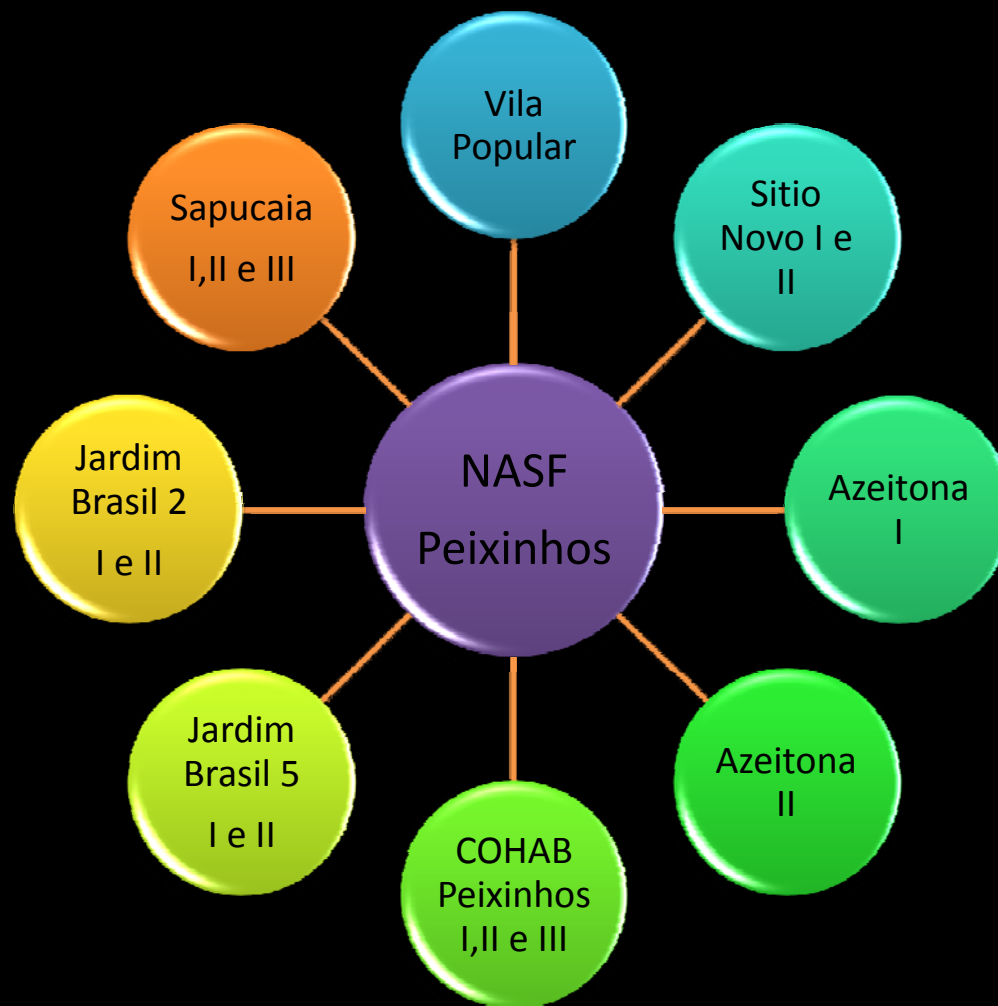 Vila
Popular
Sitio
Novo I e
II
Azeitona
I
Azeitona
II
COHAB
Peixinhos
I,II e III
Jardim
Brasil 5
I e II
Jardim
Brasil 2
I e II
Sapucaia
I,II e III
NASF
Peixinhos